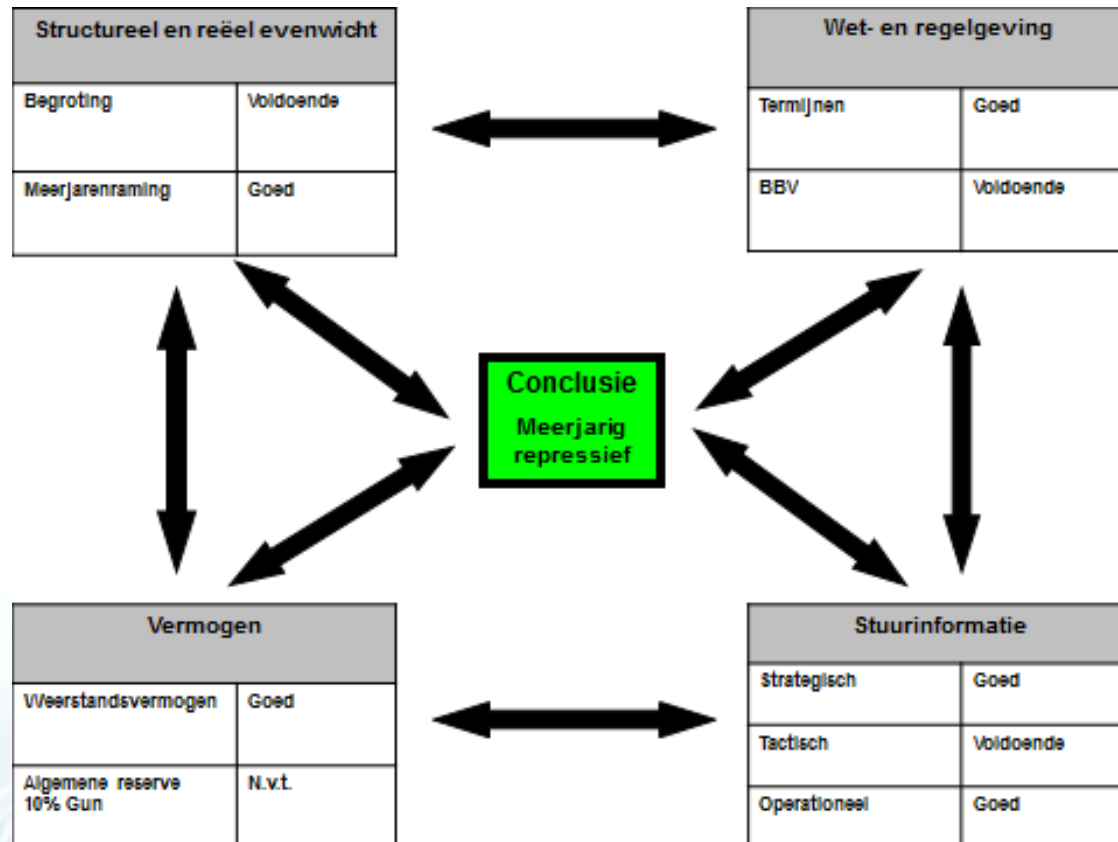 Structureel en reëel evenwicht
Begroting Voldoende
Meerjarenraming Goed
Wet- en regelgeving
Termijnen Goed
BBV Voldoende
Conclusie
Meerjarig
repressief
Vermogen
Weerstandsvermogen Goed
Algemene reserve N.v.t.
10% Gun
Stuurinformatie
Strategisch Goed
Tactisch Voldoende
Operationeel Goed